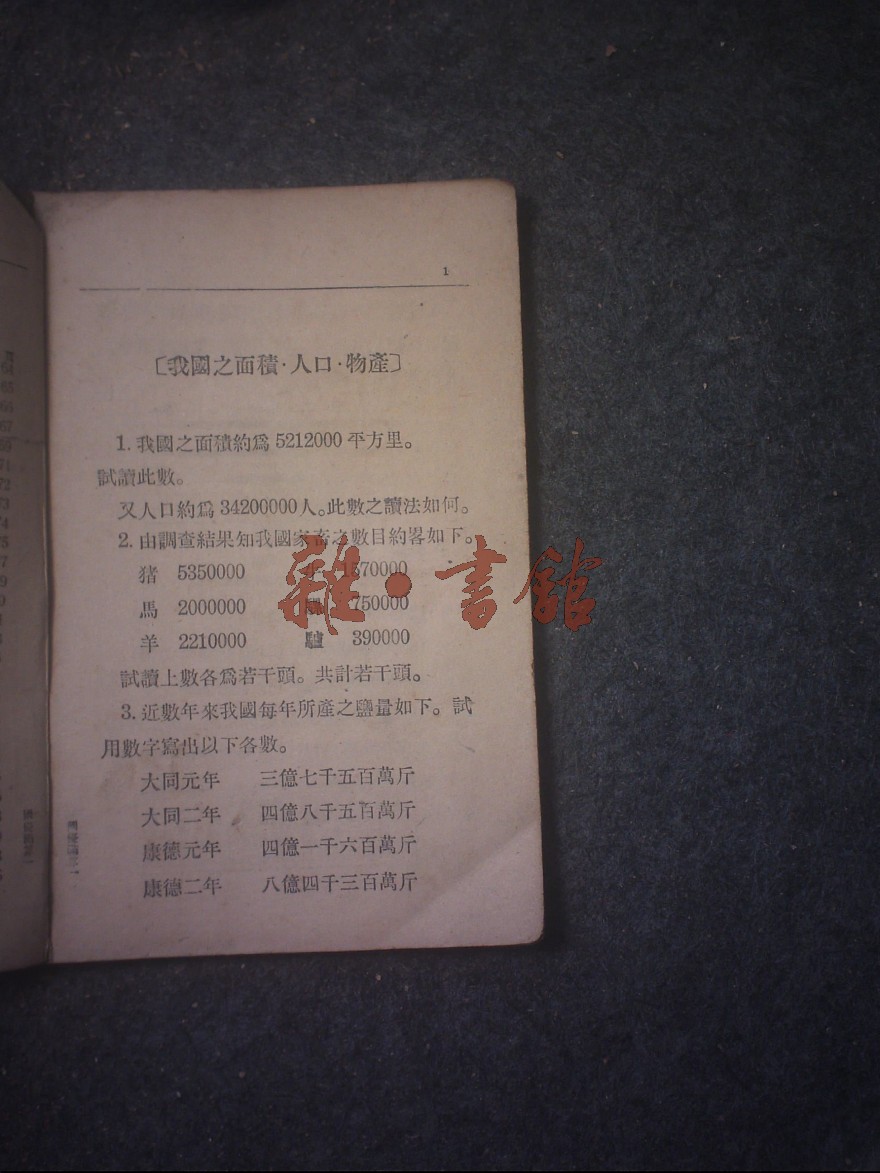 1
〔我國之面積·人口·物產〕
1. 我國之面積約爲 5212000 平方里。
試讀此數。
又人口約爲 34200000人。此數之讀法如何。
2. 由調查結果知我國家畜之數目約畧如下。
猪 5350000 1570000
馬 2000000 750000
羊 2210000 驢 390000
試讀上數各爲若干頭。共計若干頭。
3. 近數年來我國每年所產之鹽量如下。試
用數字寫出以下各數。
大同元年 三億七千五百萬斤
大同二年 四億八千五百萬斤
康德元年 四億一千六百萬斤
康德二年 八億四千三百萬斤
雜·書館